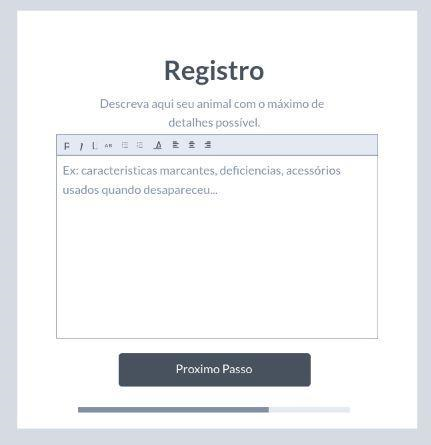 Registro
Descreva aqui seu animal com o máximo de
detalhes possível.
Ex: caracteristicas marcantes, deficiencias, acessórios
usados quando desapareceu...
Proximo Passo